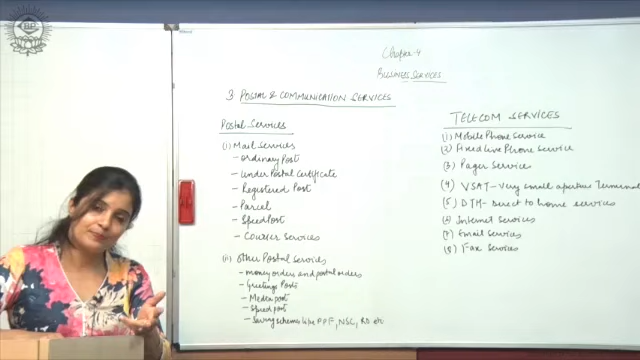 Chapter-4
BUSINESS SERVICES
3 POSTAL & COMMUNICATION SERVICES
Postal Services
(i) Mail Services
- Ordinary Post
- Under Postal Certificate
- Registered Post
- Parcel
- Speed Post
- Courier Services
(ii) Other Postal Services
- Money orders and postal orders
- Greetings Posts
- Media post
- Speed post
- Saving schemes like PPF, NSC, RD etc
TELECOM SERVICES
(1) Mobile Phone Service
(2) Fixed line Phone Service
(3) Pager Service
(4) VSAT - Very small aperture Terminal
(5) DTH - Direct to home services
(6) Internet Services
(7) Email Services
(8) Fax Services